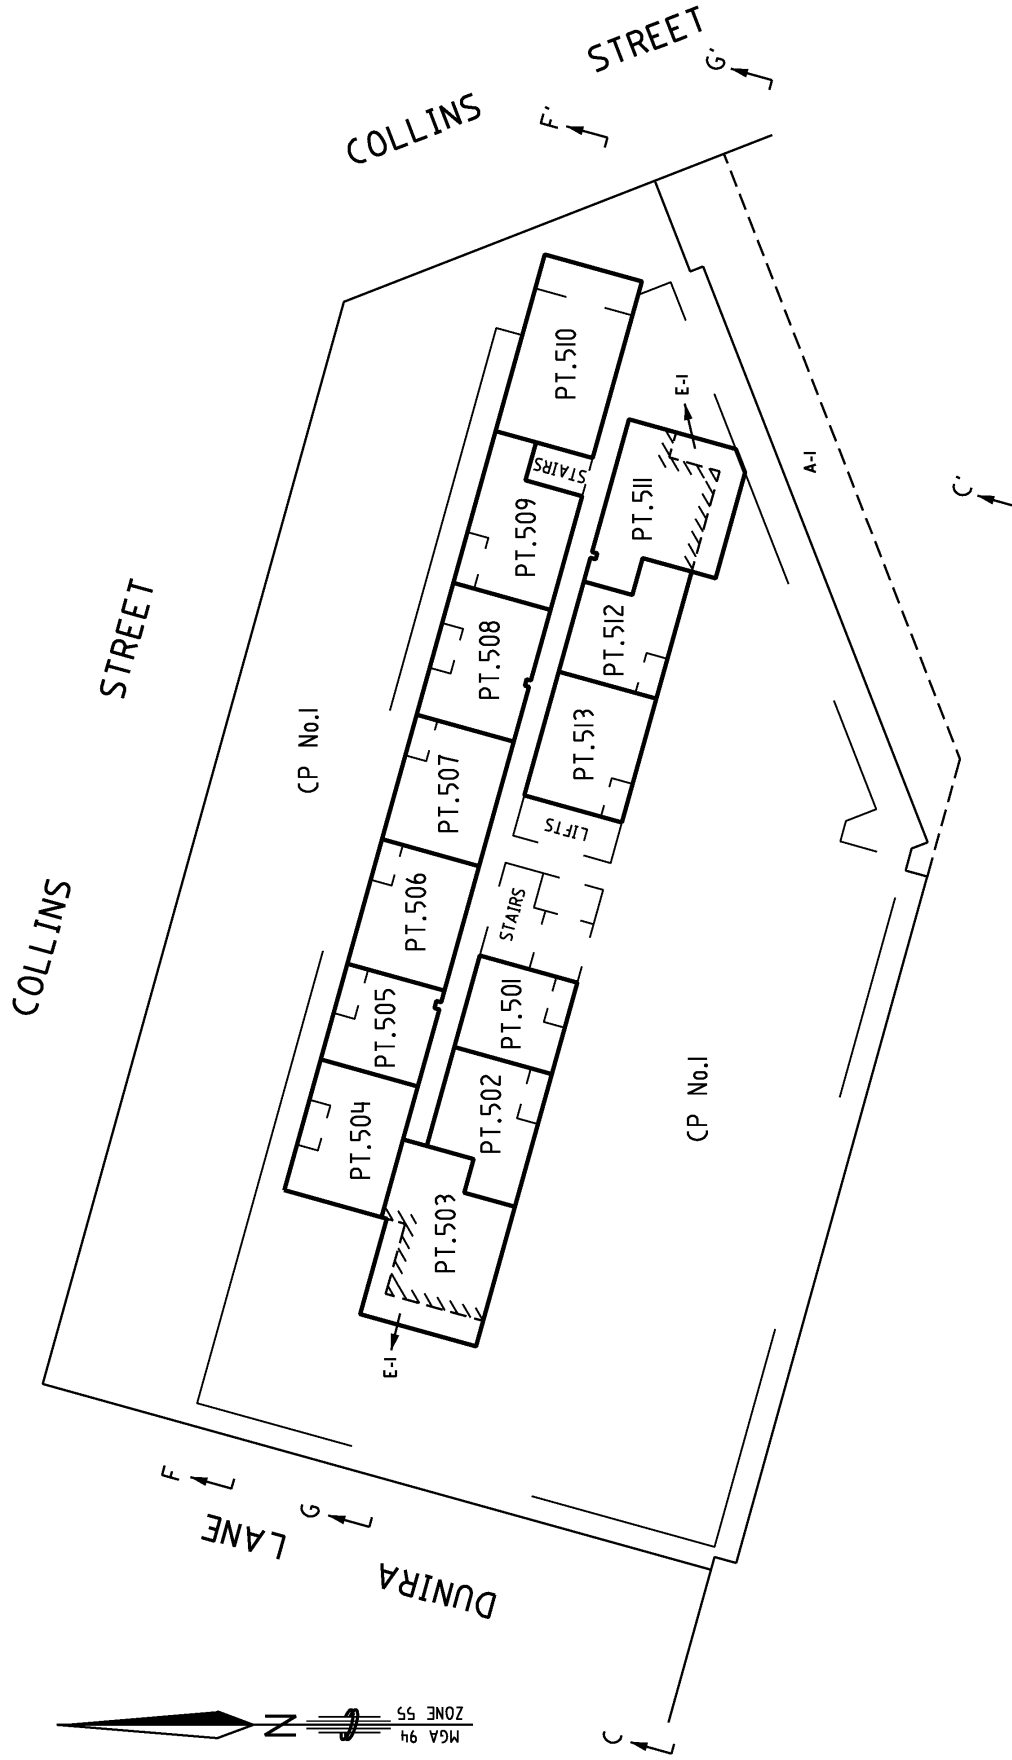 COLLINS
STREET
COLLINS
STREET
F'
G'
C'
CP No.1
PT.504
PT.505
PT.506
PT.507
PT.508
PT.509
STAIRS
PT.510
PT.503
PT.502
PT.501
STAIRS
LIFTS
PT.513
PT.512
PT.511
E-1
E-1
A-1
CP No.1
F
G
C
DUNIRA
LANE
N
MGA 94
ZONE 55